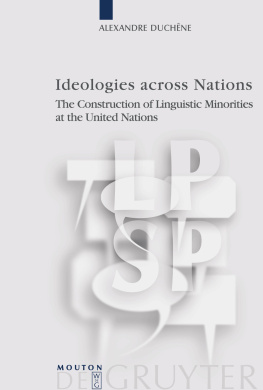 ALEXANDRE DUCHÊNE
Ideologies across Nations
The Construction of Linguistic Minorities
at the United Nations
LP
SP
MOUTON
DE GRUYTER